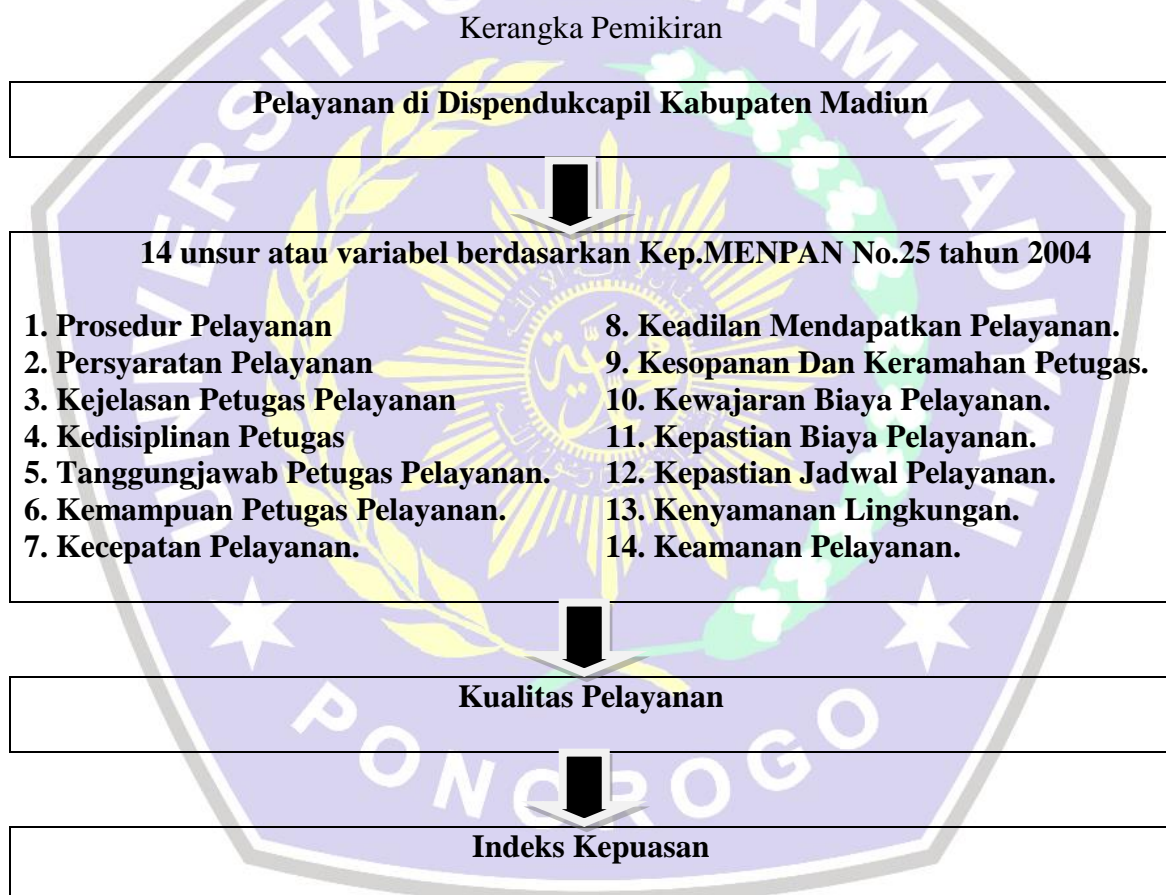 Kerangka Pemikiran
Pelayanan di Dispendukcapil Kabupaten Madiun
14 unsur atau variabel berdasarkan Kep.MENPAN No.25 tahun 2004
1. Prosedur Pelayanan
2. Persyaratan Pelayanan
3. Kejelasan Petugas Pelayanan
4. Kedisiplinan Petugas
5. Tanggungjawab Petugas Pelayanan.
6. Kemampuan Petugas Pelayanan.
7. Kecepatan Pelayanan.
8. Keadilan Mendapatkan Pelayanan.
9. Kesopanan Dan Keramahan Petugas.
10. Kewajaran Biaya Pelayanan.
11. Kepastian Biaya Pelayanan.
12. Kepastian Jadwal Pelayanan.
13. Kenyamanan Lingkungan.
14. Keamanan Pelayanan.
Kualitas Pelayanan
Indeks Kepuasan
PONOROGO